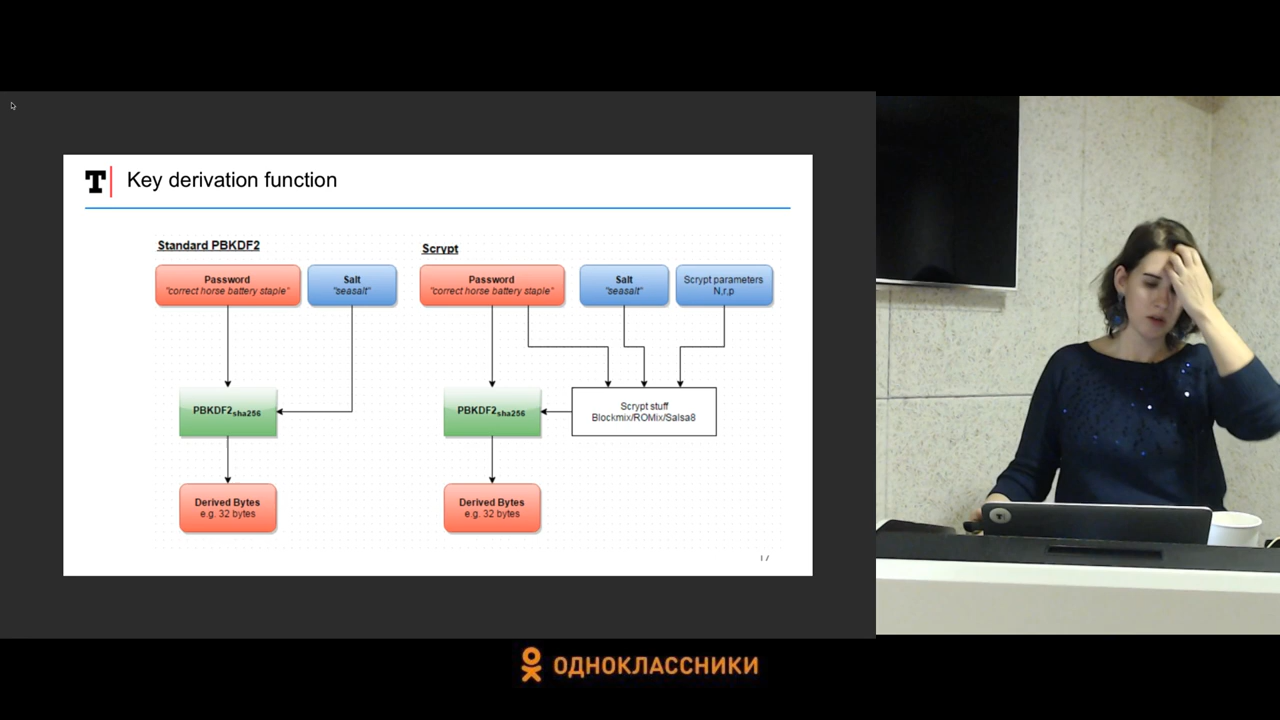 T
Key derivation function
Standard PBKDF2
Password
"correct horse battery staple"
Salt
"seasalt"
PBKDF2sha256
Derived Bytes
e.g. 32 bytes
Scrypt
Password
"correct horse battery staple"
Salt
"seasalt"
Scrypt parameters
N,r,p
PBKDF2sha256
Scrypt stuff
Blockmix/ROMix/Salsa8
Derived Bytes
e.g. 32 bytes
17
ОДНОКЛАССНИКИ